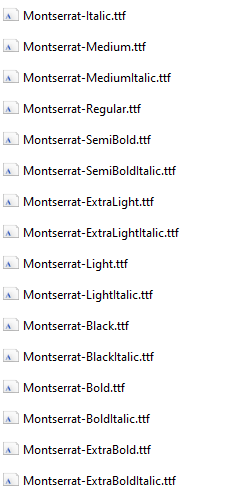 Montserrat-Italic.ttf
Montserrat-Medium.ttf
Montserrat-MediumItalic.ttf
Montserrat-Regular.ttf
Montserrat-SemiBold.ttf
Montserrat-SemiBoldItalic.ttf
Montserrat-ExtraLight.ttf
Montserrat-ExtraLightItalic.ttf
Montserrat-Light.ttf
Montserrat-LightItalic.ttf
Montserrat-Black.ttf
Montserrat-BlackItalic.ttf
Montserrat-Bold.ttf
Montserrat-BoldItalic.ttf
Montserrat-ExtraBold.ttf
Montserrat-ExtraBoldItalic.ttf